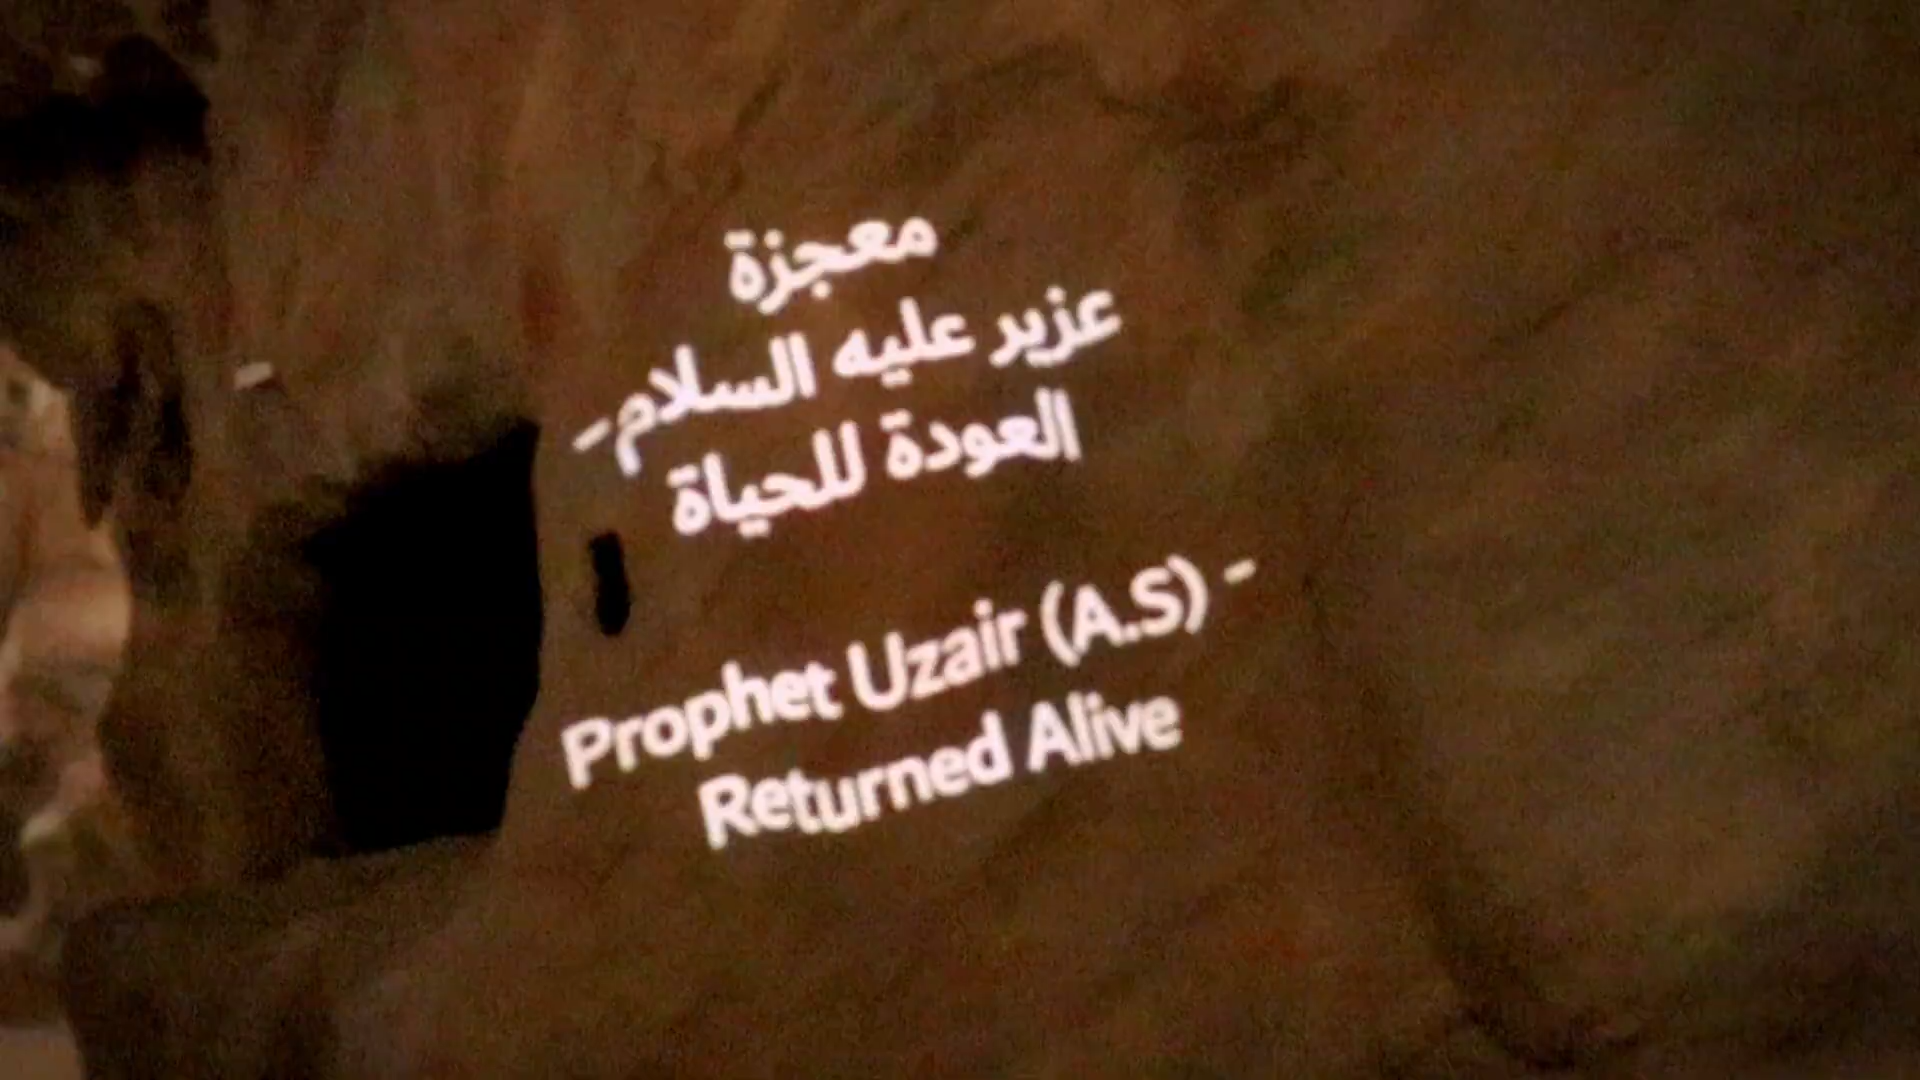 معجزة
عزير عليه السلام-
العودة للحياة
Prophet Uzair (A.S) -
Returned Alive